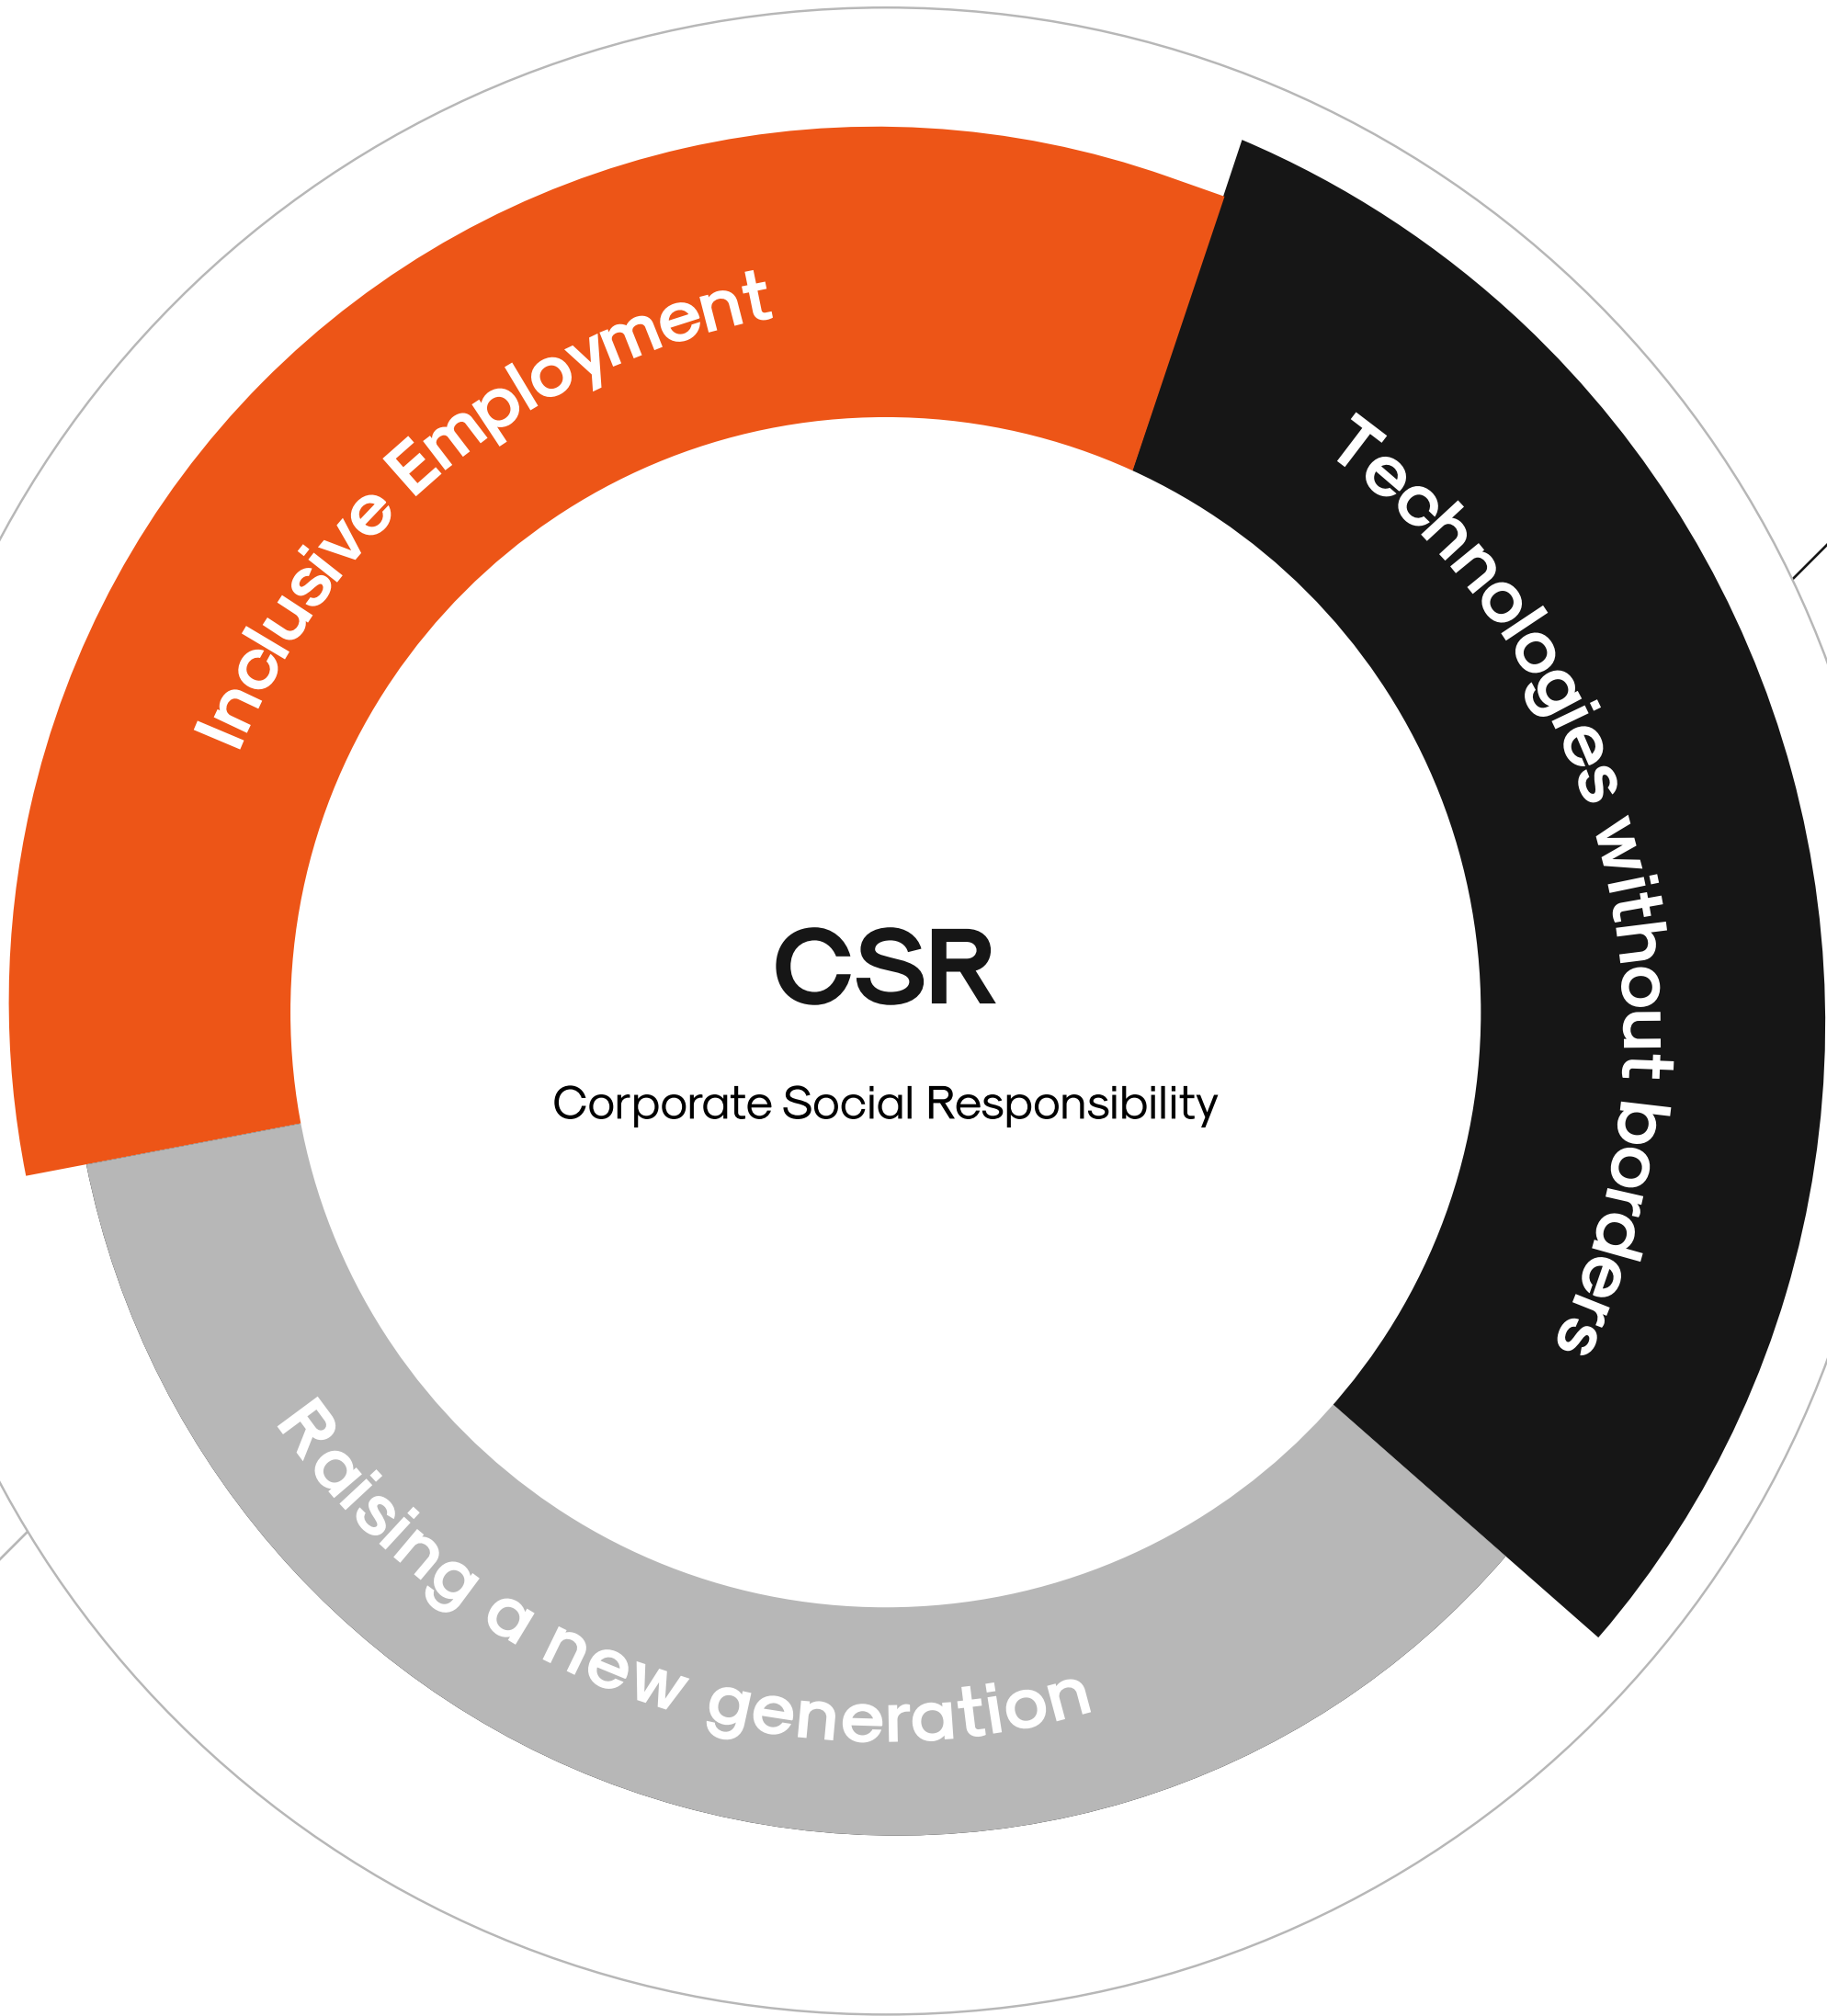 Inclusive Employment
Technologies without borders
CSR
Corporate Social Responsibility
Raising a new generation